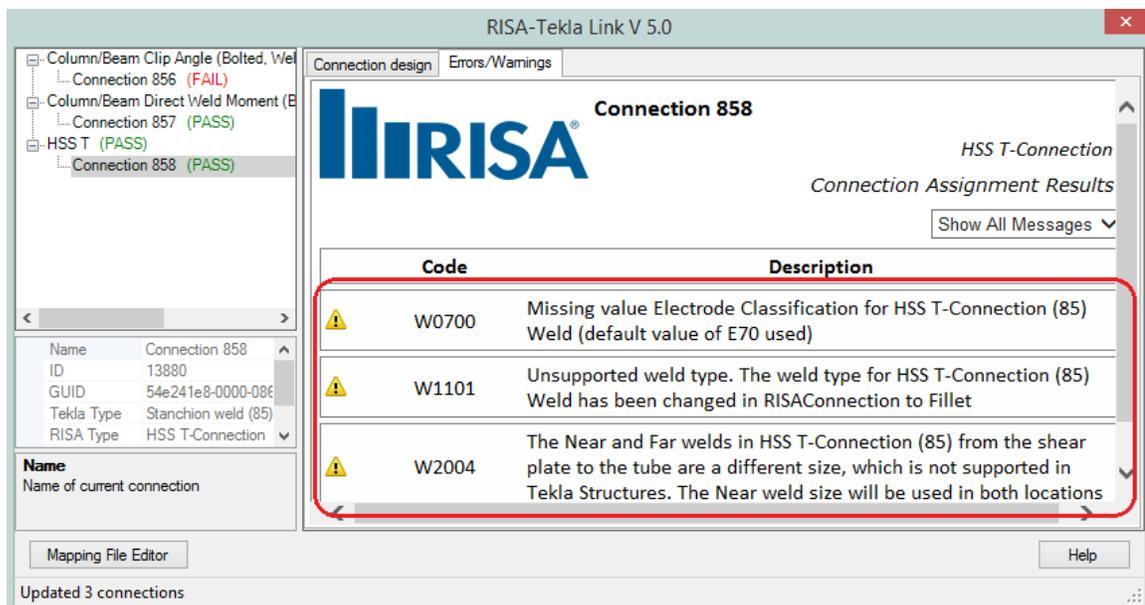 RISA-Tekla Link V 5.0
Column/Beam Clip Angle (Bolted, Wel
Connection 856 (FAIL)
Column/Beam Direct Weld Moment (B
Connection 857 (PASS)
HSS T (PASS)
Connection 858 (PASS)
Name Connection 858
ID 13880
GUID 54e241e8-0000-086
Tekla Type Stanchion weld (85)
RISA Type HSS T-Connection
Name
Name of current connection
Connection design Errors/Warnings
RISA®
Connection 858
HSS T-Connection
Connection Assignment Results
Show All Messages
Code Description
W0700 Missing value Electrode Classification for HSS T-Connection (85)
Weld (default value of E70 used)
W1101 Unsupported weld type. The weld type for HSS T-Connection (85)
Weld has been changed in RISAConnection to Fillet
W2004 The Near and Far welds in HSS T-Connection (85) from the shear
plate to the tube are a different size, which is not supported in
Tekla Structures. The Near weld size will be used in both locations
Mapping File Editor
Help
Updated 3 connections